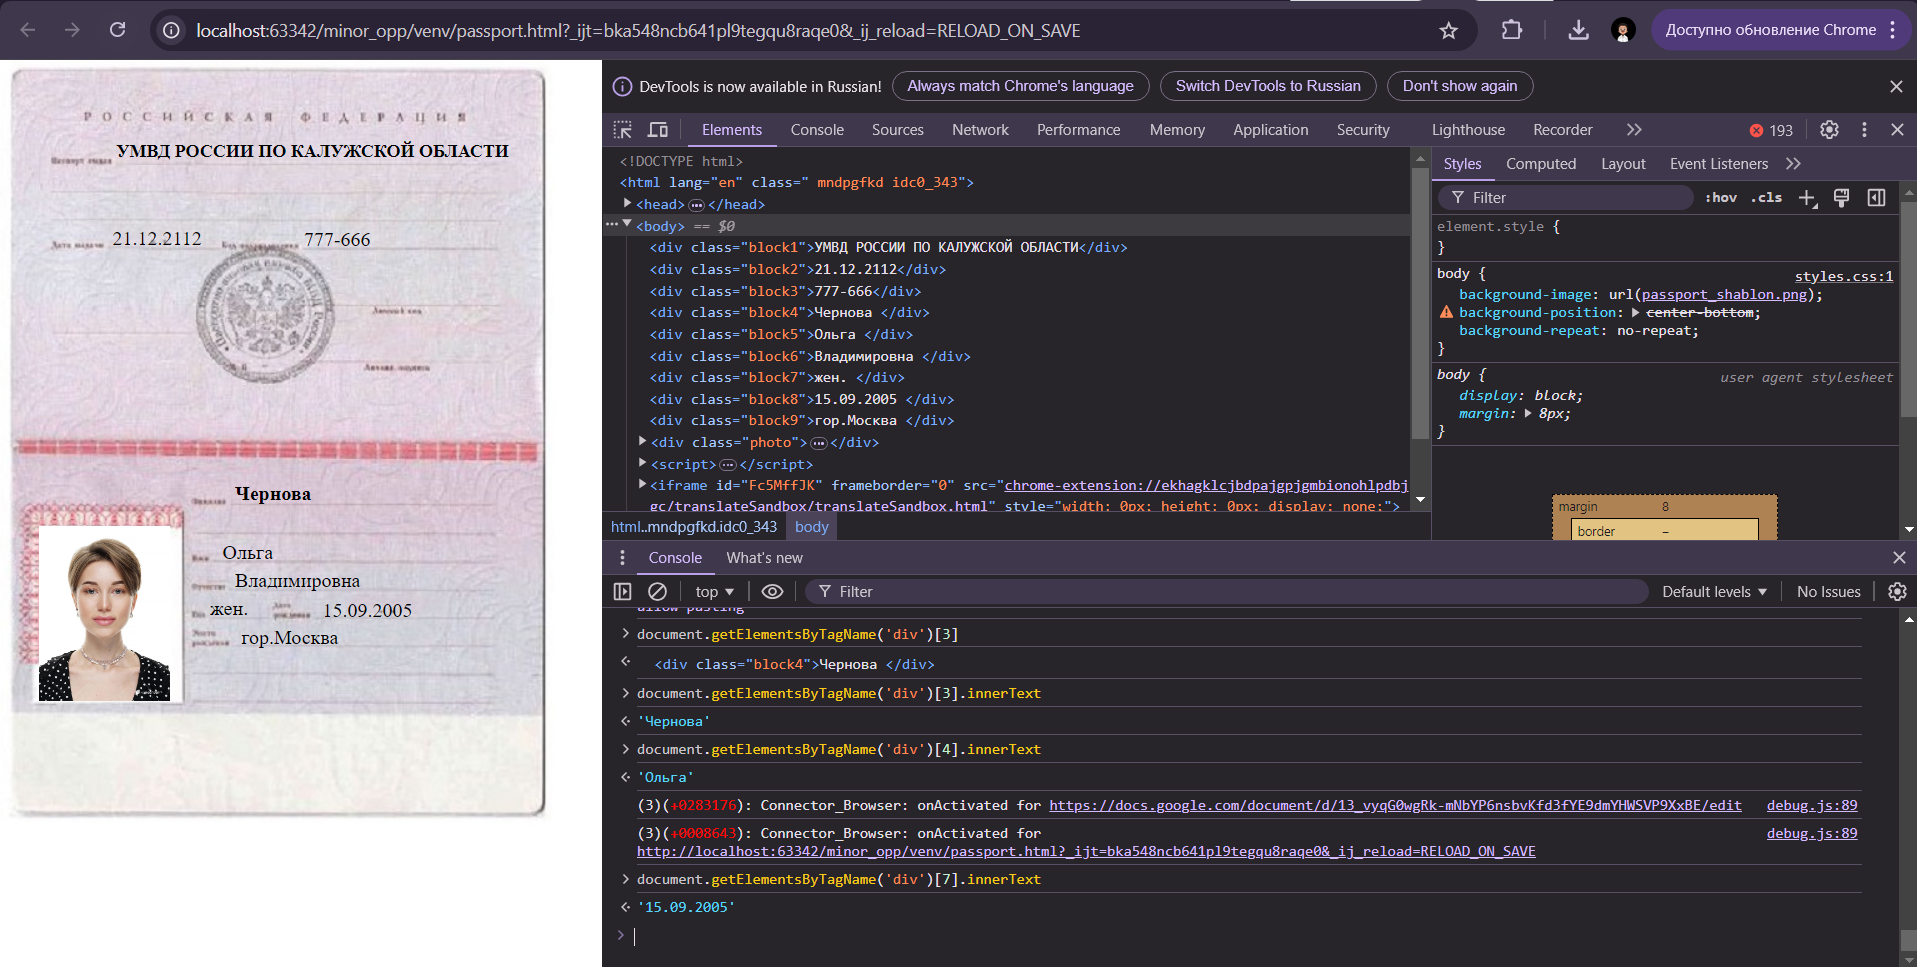 localhost:63342/minor_opp/venv/passport.html?_ijt=bka548ncb641pl9tegqu8raqe0&_ij_reload=RELOAD_ON_SAVE
Доступно обновление Chrome
РОССИЙСКАЯ ФЕДЕРАЦИЯ
УМВД РОССИИ ПО КАЛУЖСКОЙ ОБЛАСТИ
21.12.2112
777-666
Чернова
Ольга
Владимировна
жен.
15.09.2005
гор.Москва
DevTools is now available in Russian!
Always match Chrome's language
Switch DevTools to Russian
Don't show again
Elements
Console
Sources
Network
Performance
Memory
Application
Security
Lighthouse
Recorder
193
<!DOCTYPE html>
<html lang="en" class=" mndpgfkd idc0_343">
<head> … </head>
<body> == $0
<div class="block1">УМВД РОССИИ ПО КАЛУЖСКОЙ ОБЛАСТИ</div>
<div class="block2">21.12.2112</div>
<div class="block3">777-666</div>
<div class="block4">Чернова </div>
<div class="block5">Ольга </div>
<div class="block6">Владимировна </div>
<div class="block7">жен. </div>
<div class="block8">15.09.2005 </div>
<div class="block9">гор.Москва </div>
<div class="photo"> … </div>
<script> … </script>
<iframe id="Fc5MffJK" frameborder="0" src="chrome-extension://ekhagklcjbdpajgpjgmbionohlpdbj
gc/translateSandbox/translateSandbox.html" style="width: 0px; height: 0px; display: none;">
html..mndpgfkd.idc0_343
body
Styles
Computed
Layout
Event Listeners
Filter
:hov
.cls
element.style {
}
body {
styles.css:1
background-image: url(passport_shablon.png);
background-position: center-bottom;
background-repeat: no-repeat;
}
body {
user agent stylesheet
display: block;
margin: 8px;
}
margin
8
border
–
Console
What's new
top
Filter
Default levels
No Issues
allow pasting
document.getElementsByTagName('div')[3]
<div class="block4">Чернова </div>
document.getElementsByTagName('div')[3].innerText
'Чернова'
document.getElementsByTagName('div')[4].innerText
'Ольга'
(3)(+0283176): Connector_Browser: onActivated for https://docs.google.com/document/d/13_vyqG0wgRk-mNbYP6nsbvKfd3fYE9dmYHWSVP9XxBE/edit
debug.js:89
(3)(+0008643): Connector_Browser: onActivated for
debug.js:89
http://localhost:63342/minor_opp/venv/passport.html?_ijt=bka548ncb641pl9tegqu8raqe0&_ij_reload=RELOAD_ON_SAVE
document.getElementsByTagName('div')[7].innerText
'15.09.2005'